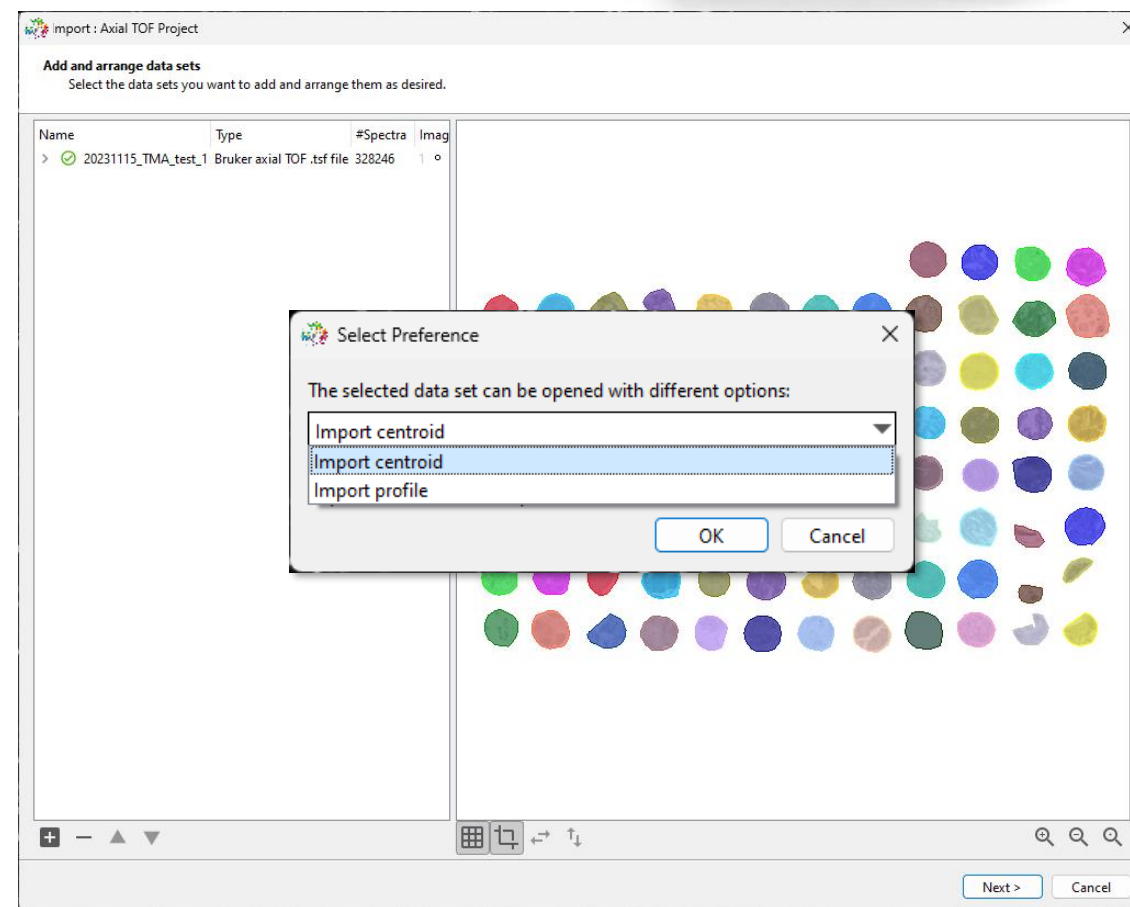 Import : Axial TOF Project
Add and arrange data sets
Select the data sets you want to add and arrange them as desired.
Name Type #Spectra Imag
20231115_TMA_test_1 Bruker axial TOF .tsf file 328246 1
Select Preference
The selected data set can be opened with different options:
Import centroid
Import centroid
Import profile
OK Cancel
Next > Cancel